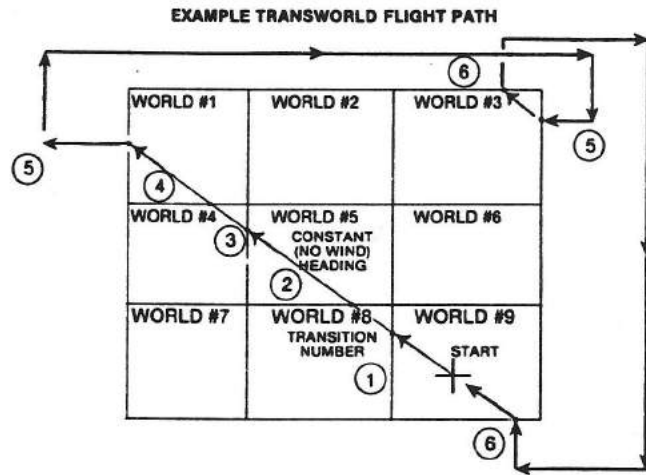 EXAMPLE TRANSWORLD FLIGHT PATH
6
WORLD #1
WORLD #2
WORLD #3
5
5
4
WORLD #4
WORLD #5
WORLD #6
3
CONSTANT
(NO WIND)
HEADING
2
WORLD #7
WORLD #8
WORLD #9
TRANSITION
NUMBER
START
1
6